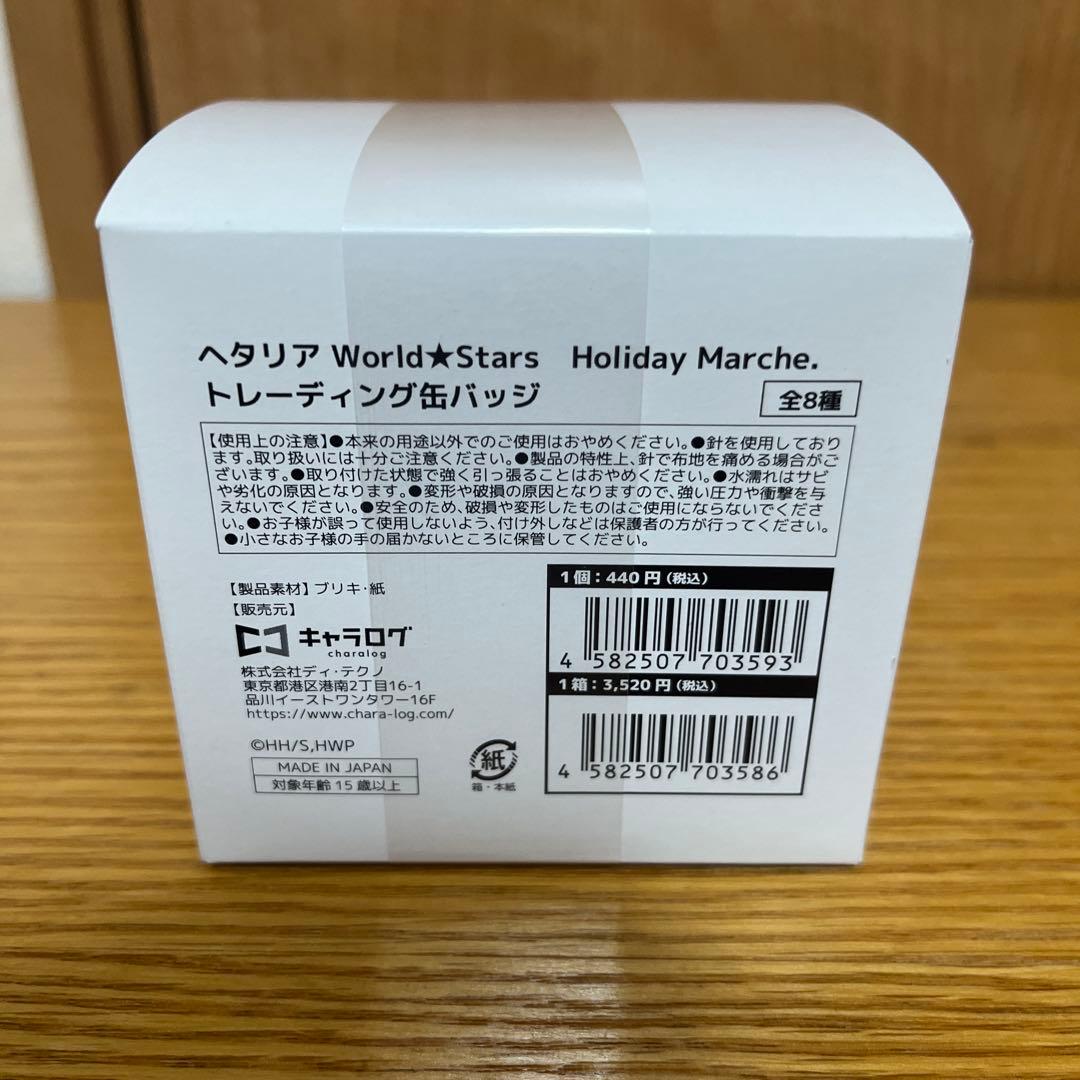 ヘタリア World★Stars　Holiday Marche.
トレーディング缶バッジ
全8種
【使用上の注意】●本来の用途以外でのご使用はおやめください。●針を使用しており
ます。取り扱いには十分ご注意ください。●製品の特性上、針で布地を痛める場合がご
ざいます。●取り付けた状態で強く引っ張ることはおやめください。●水濡れはサビ
や劣化の原因となります。●変形や破損の原因となりますので、強い圧力や衝撃を与
えないでください。●安全のため、破損や変形したものはご使用にならないでくださ
い。●お子様が誤って使用しないよう、付け外しなどは保護者の方が行ってください。
●小さなお子様の手の届かないところに保管してください。
【製品素材】ブリキ・紙
【販売元】
キャラログ
charalog
株式会社ディ・テクノ
東京都港区港南2丁目16-1
品川イーストワンタワー16F
https://www.chara-log.com/
©HH/S,HWP
MADE IN JAPAN
対象年齢15歳以上
紙
箱・本紙
1個：440円（税込）
4 582507 703593
1箱：3,520円（税込）
4 582507 703586